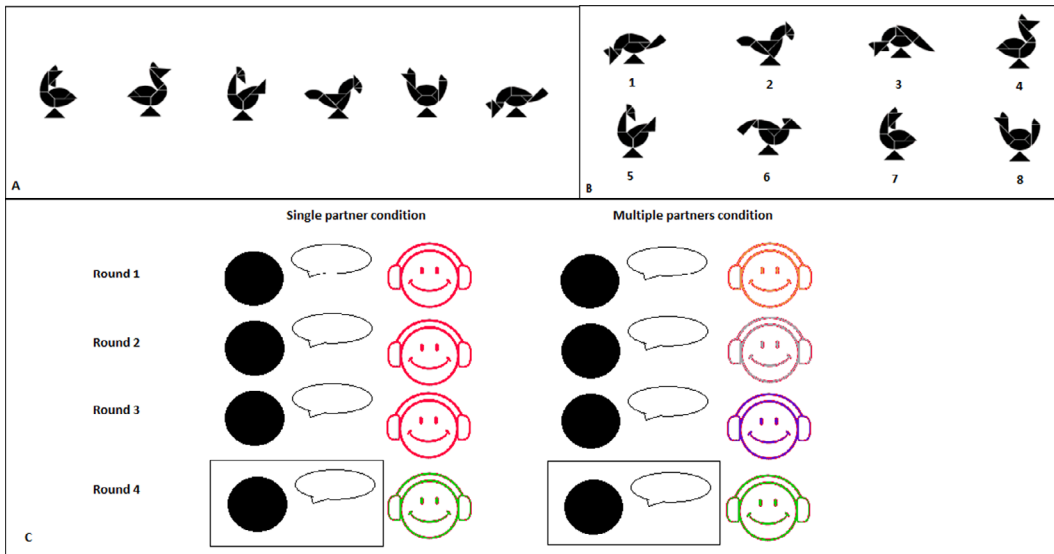 A
1 2 3 4
5 6 7 8
B
Single partner condition Multiple partners condition
Round 1
Round 2
Round 3
Round 4
C